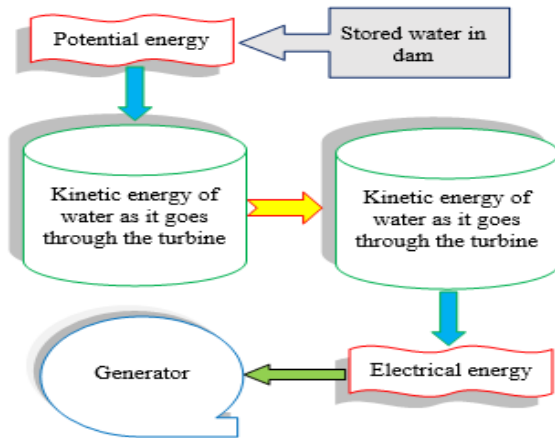 Potential energy
Stored water in
dam
Kinetic energy of
water as it goes
through the turbine
Kinetic energy of
water as it goes
through the turbine
Generator
Electrical energy